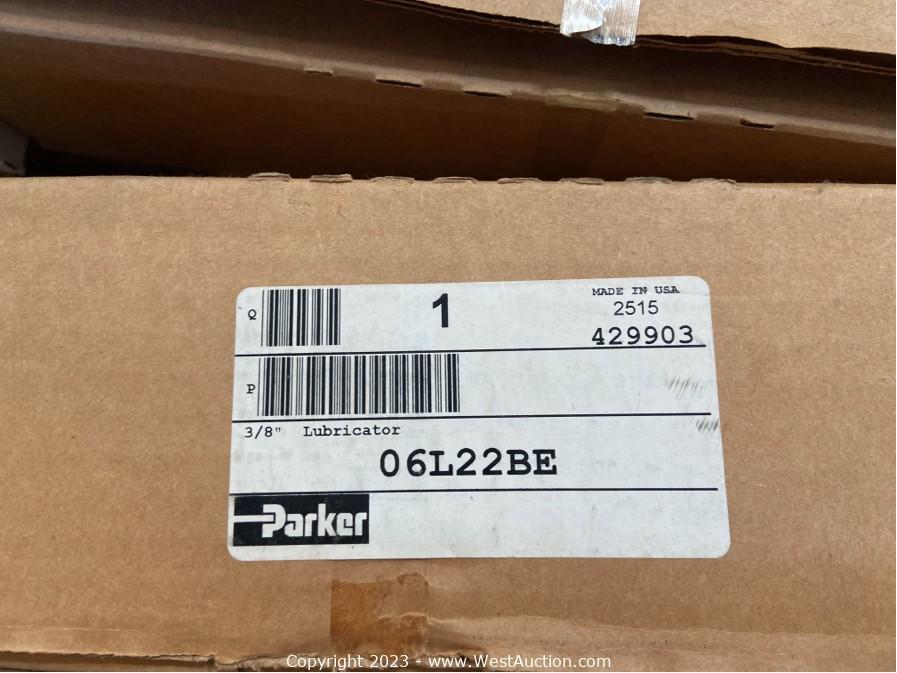 Q 1 MADE IN USA
2515
429903
P
3/8" Lubricator
06L22BE
Parker
Copyright 2023 - www.WestAuction.com